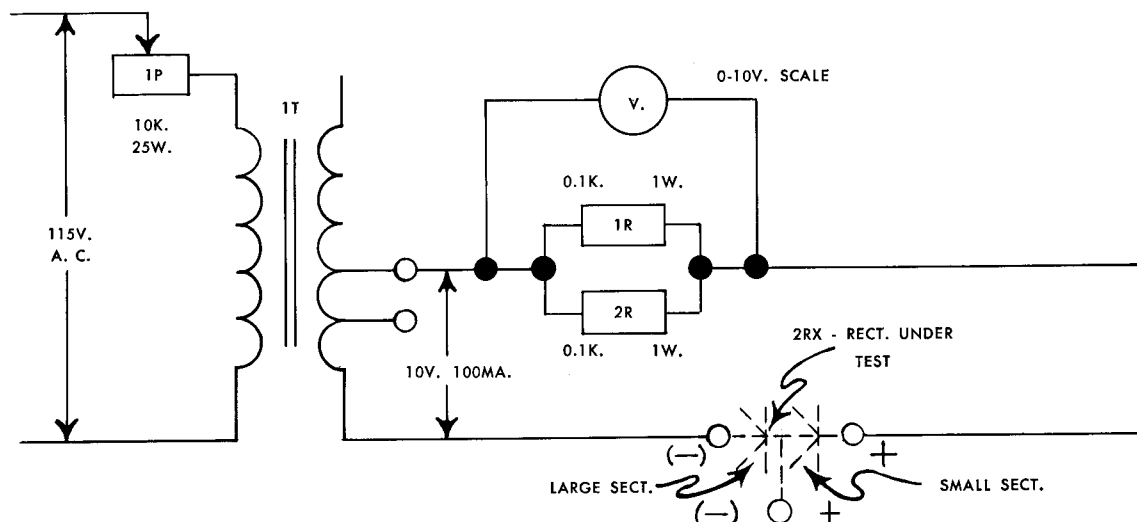 1P
10K.
25W.
1T
115V.
A. C.
V.
0-10V. SCALE
0.1K. 1W.
1R
2R
0.1K. 1W.
10V. 100MA.
2RX - RECT. UNDER
TEST
(—)
+
LARGE SECT.
(—)
+
SMALL SECT.